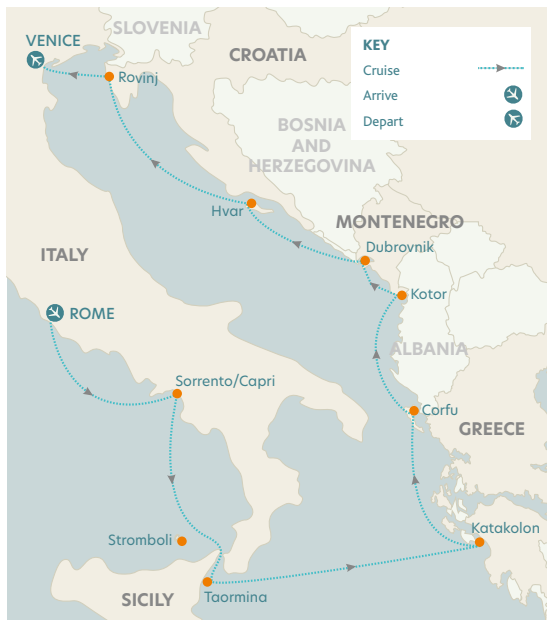 SLOVENIA
VENICE
CROATIA
KEY
Cruise
Arrive
Depart
Rovinj
BOSNIA
AND
HERZEGOVINA
Hvar
MONTENEGRO
Dubrovnik
ITALY
Kotor
ROME
ALBANIA
Sorrento/Capri
Corfu
GREECE
Katakolon
Stromboli
Taormina
SICILY